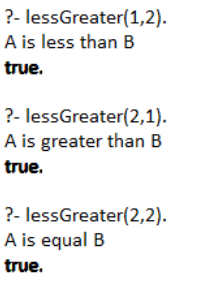 ?- lessGreater(1,2).
A is less than B
true.
?- lessGreater(2,1).
A is greater than B
true.
?- lessGreater(2,2).
A is equal B
true.